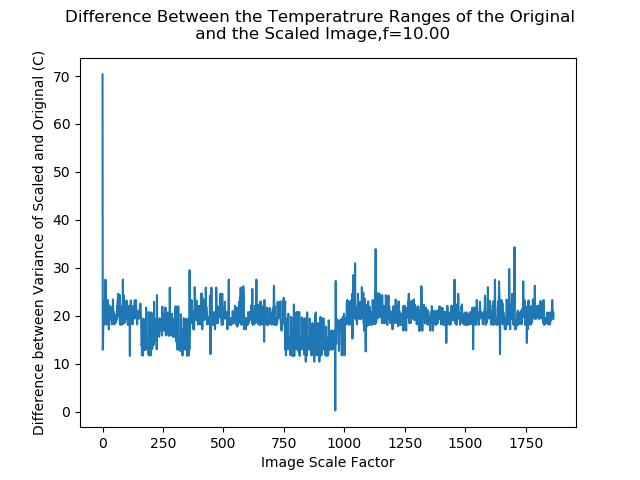 Difference Between the Temperatrure Ranges of the Original
and the Scaled Image,f=10.00
Difference between Variance of Scaled and Original (C)
70
60
50
40
30
20
10
0
0 250 500 750 1000 1250 1500 1750
Image Scale Factor